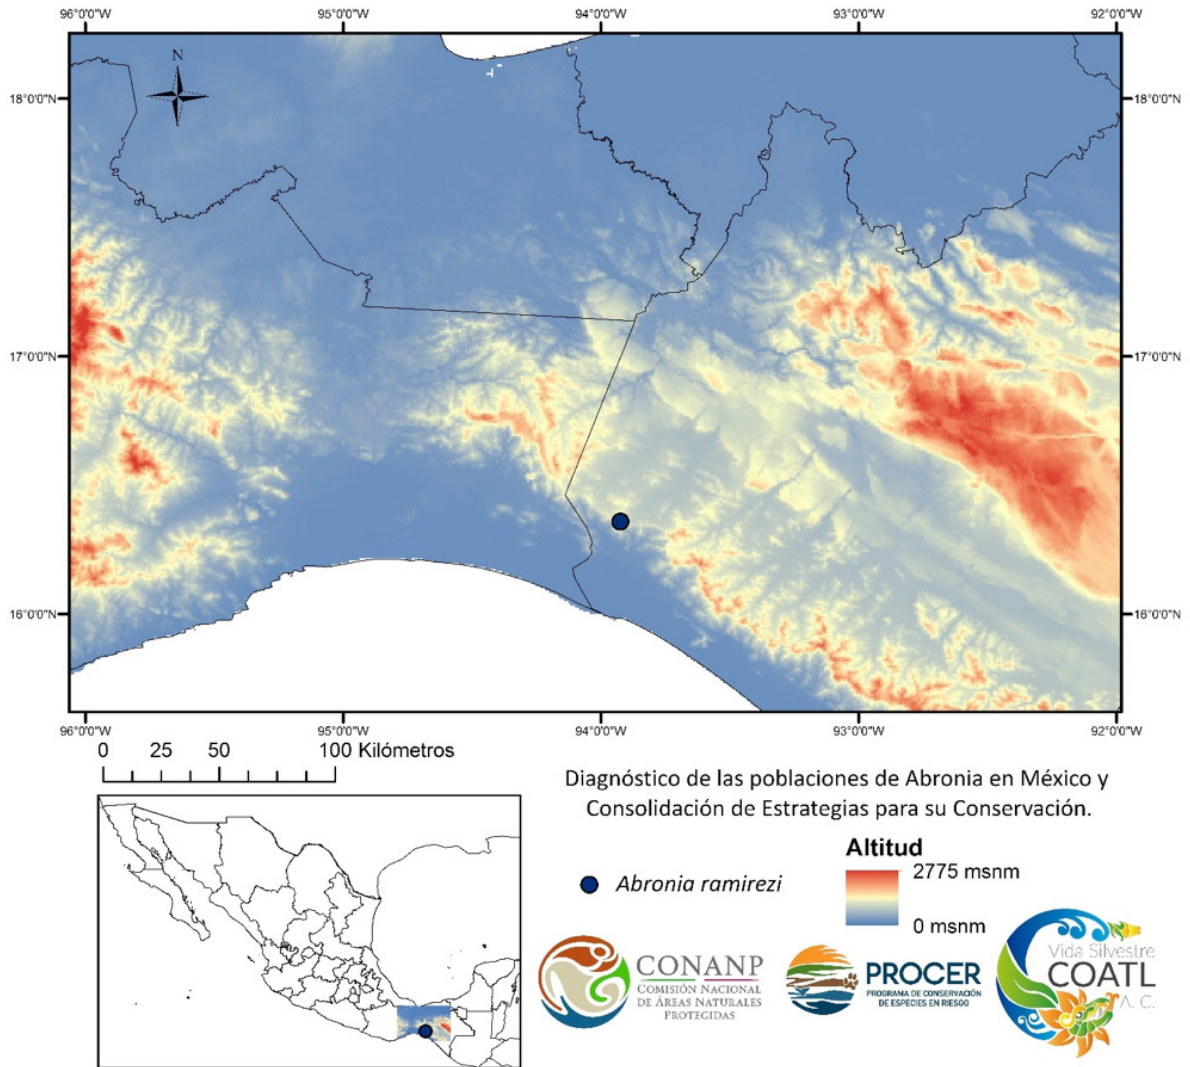 96°0'0"W 95°0'0"W 94°0'0"W 93°0'0"W 92°0'0"W
N
18°0'0"N 18°0'0"N
17°0'0"N 17°0'0"N
16°0'0"N 16°0'0"N
96°0'0"W 95°0'0"W 94°0'0"W 93°0'0"W 92°0'0"W
0 25 50 100 Kilómetros
Diagnóstico de las poblaciones de Abronia en México y
Consolidación de Estrategias para su Conservación.
Abronia ramirezi
Altitud
2775 msnm
0 msnm
CONANP
COMISIÓN NACIONAL
DE ÁREAS NATURALES
PROTEGIDAS
PROCER
PROGRAMA DE CONSERVACIÓN
DE ESPECIES EN RIESGO
Vida Silvestre
COATL
A. C.